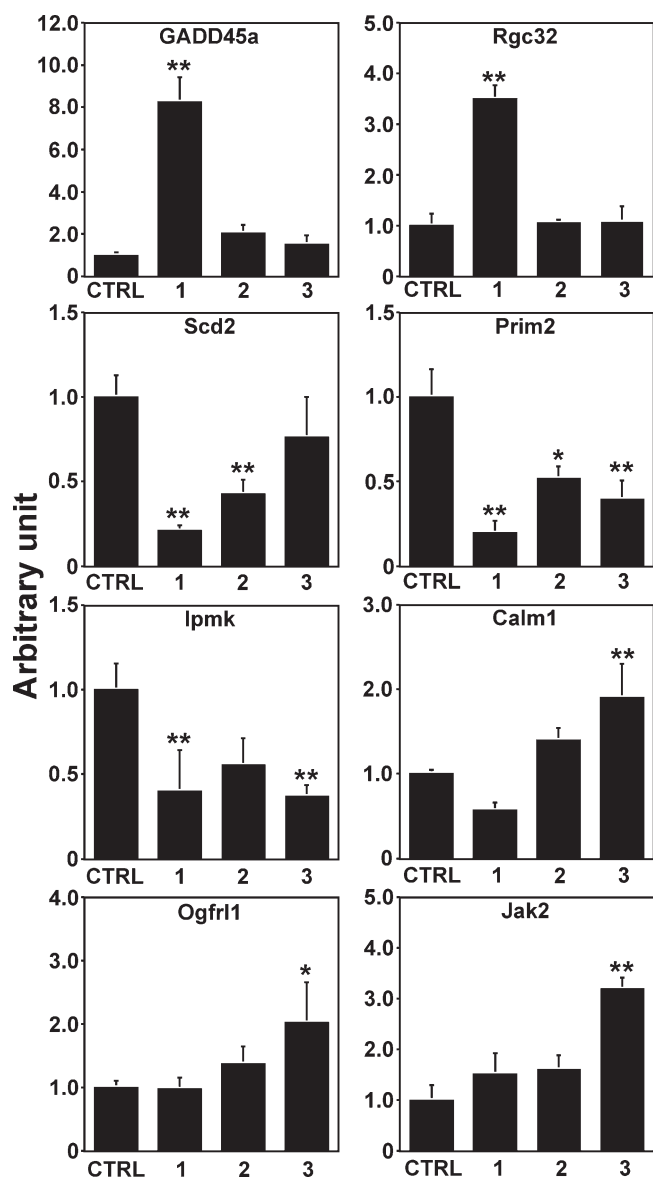 GADD45a
12.0
10.0
8.0
6.0
4.0
2.0
0
**
CTRL 1 2 3
Rgc32
5.0
4.0
3.0
2.0
1.0
0
**
CTRL 1 2 3
Scd2
1.5
1.0
0.5
0
** **
CTRL 1 2 3
Prim2
1.5
1.0
0.5
0
** * **
CTRL 1 2 3
Ipmk
1.5
1.0
0.5
0
** **
CTRL 1 2 3
Calm1
3.0
2.0
1.0
0
**
CTRL 1 2 3
Ogfrl1
4.0
3.0
2.0
1.0
0
*
CTRL 1 2 3
Jak2
5.0
4.0
3.0
2.0
1.0
0
**
CTRL 1 2 3
Arbitrary unit